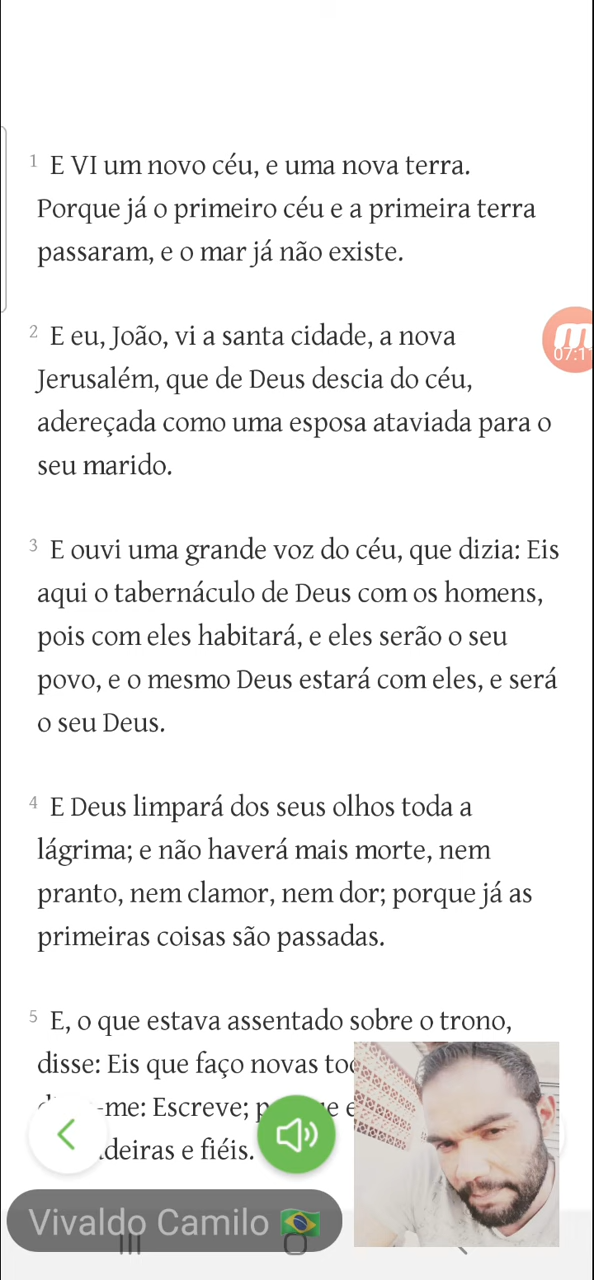 1 E VI um novo céu, e uma nova terra.
Porque já o primeiro céu e a primeira terra
passaram, e o mar já não existe.
2 E eu, João, vi a santa cidade, a nova
Jerusalém, que de Deus descia do céu,
adereçada como uma esposa ataviada para o
seu marido.
3 E ouvi uma grande voz do céu, que dizia: Eis
aqui o tabernáculo de Deus com os homens,
pois com eles habitará, e eles serão o seu
povo, e o mesmo Deus estará com eles, e será
o seu Deus.
4 E Deus limpará dos seus olhos toda a
lágrima; e não haverá mais morte, nem
pranto, nem clamor, nem dor; porque já as
primeiras coisas são passadas.
5 E, o que estava assentado sobre o trono,
disse: Eis que faço novas
-me: Escreve;
e fiéis.
Vivaldo Camilo